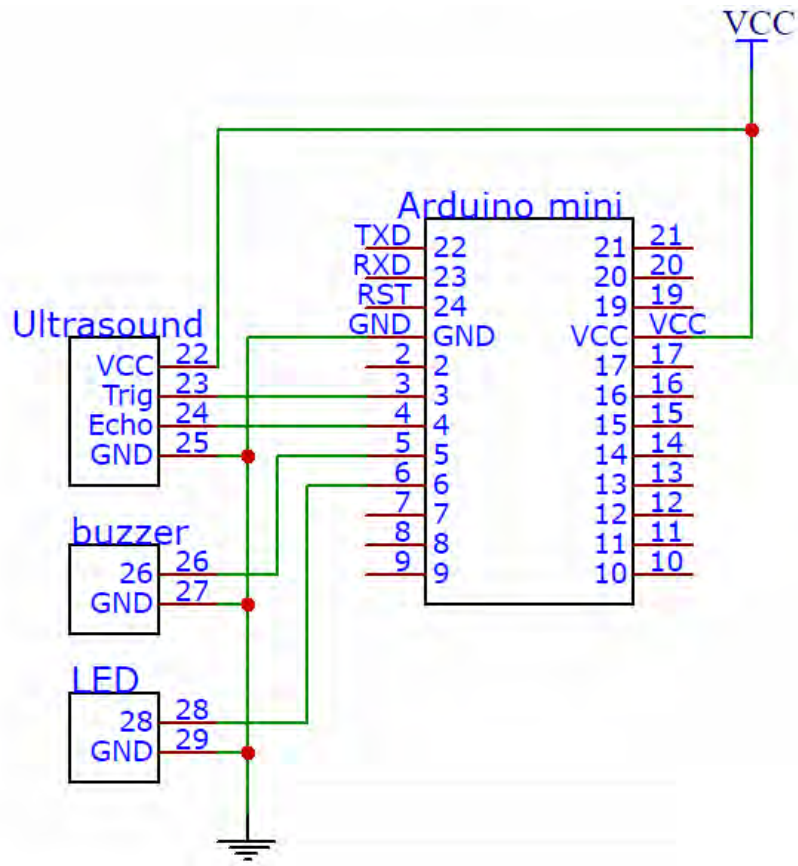 VCC
Arduino mini
TXD 22 21 21
RXD 23 20 20
RST 24 19 19
GND GND VCC VCC
2 2 17 17
3 3 16 16
4 4 15 15
5 5 14 14
6 6 13 13
7 7 12 12
8 8 11 11
9 9 10 10
Ultrasound
VCC 22
Trig 23
Echo 24
GND 25
buzzer
26 26
GND 27
LED
28 28
GND 29